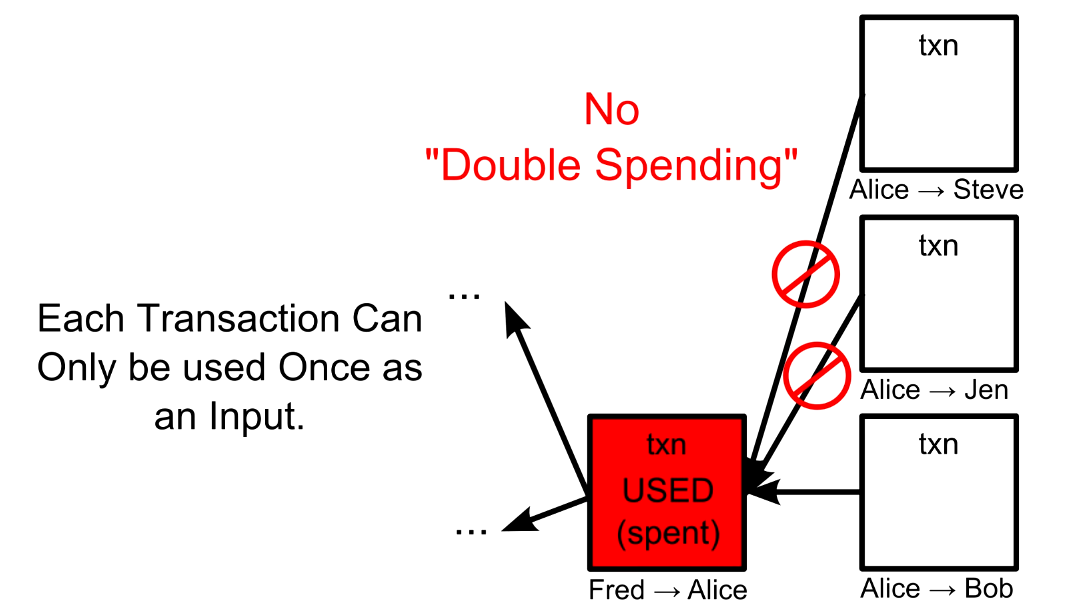 No
"Double Spending"
Each Transaction Can
Only be used Once as
an Input.
...
...
txn
USED
(spent)
Fred → Alice
txn
Alice → Steve
txn
Alice → Jen
txn
Alice → Bob